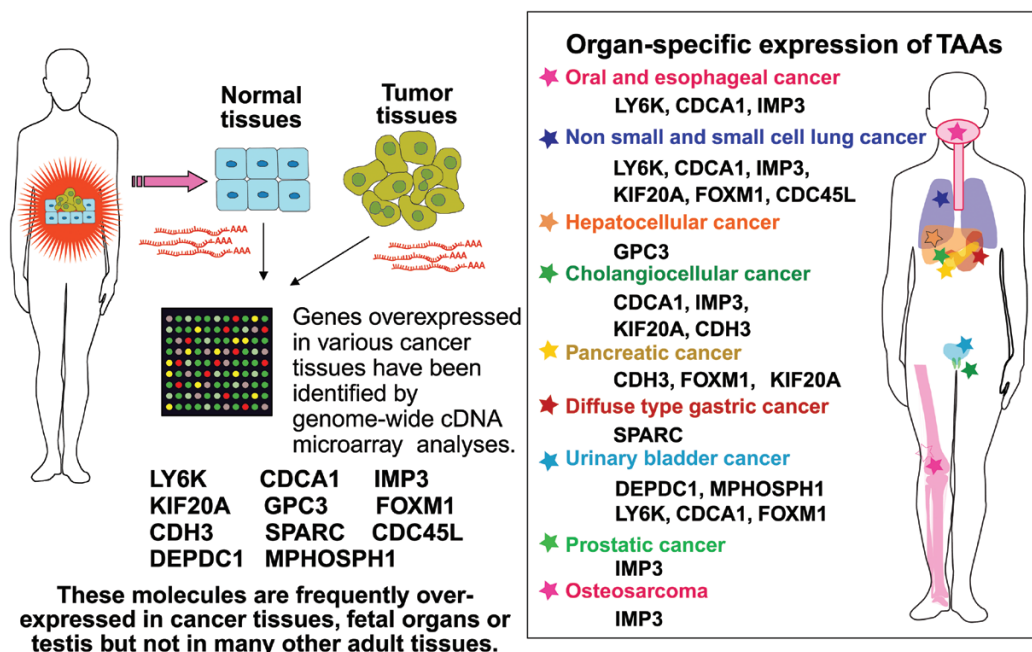 Normal
tissues
Tumor
tissues
AAA
AAA
AAA
AAA
AAA
AAA
Genes overexpressed
in various cancer
tissues have been
identified by
genome-wide cDNA
microarray analyses.
LY6K CDCA1 IMP3
KIF20A GPC3 FOXM1
CDH3 SPARC CDC45L
DEPDC1 MPHOSPH1
These molecules are frequently over-
expressed in cancer tissues, fetal organs or
testis but not in many other adult tissues.
Organ-specific expression of TAAs
Oral and esophageal cancer
LY6K, CDCA1, IMP3
Non small and small cell lung cancer
LY6K, CDCA1, IMP3,
KIF20A, FOXM1, CDC45L
Hepatocellular cancer
GPC3
Cholangiocellular cancer
CDCA1, IMP3,
KIF20A, CDH3
Pancreatic cancer
CDH3, FOXM1, KIF20A
Diffuse type gastric cancer
SPARC
Urinary bladder cancer
DEPDC1, MPHOSPH1
LY6K, CDCA1, FOXM1
Prostatic cancer
IMP3
Osteosarcoma
IMP3